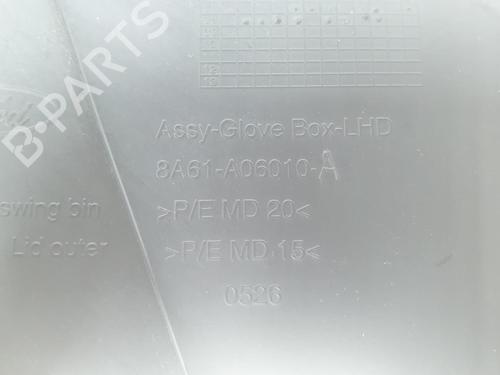 B-PARTS
Assy-Glove Box-LHD
8A61-A06010-A
swing bin
>P/E MD 20<
Lid outer
>P/E MD 15<
0526